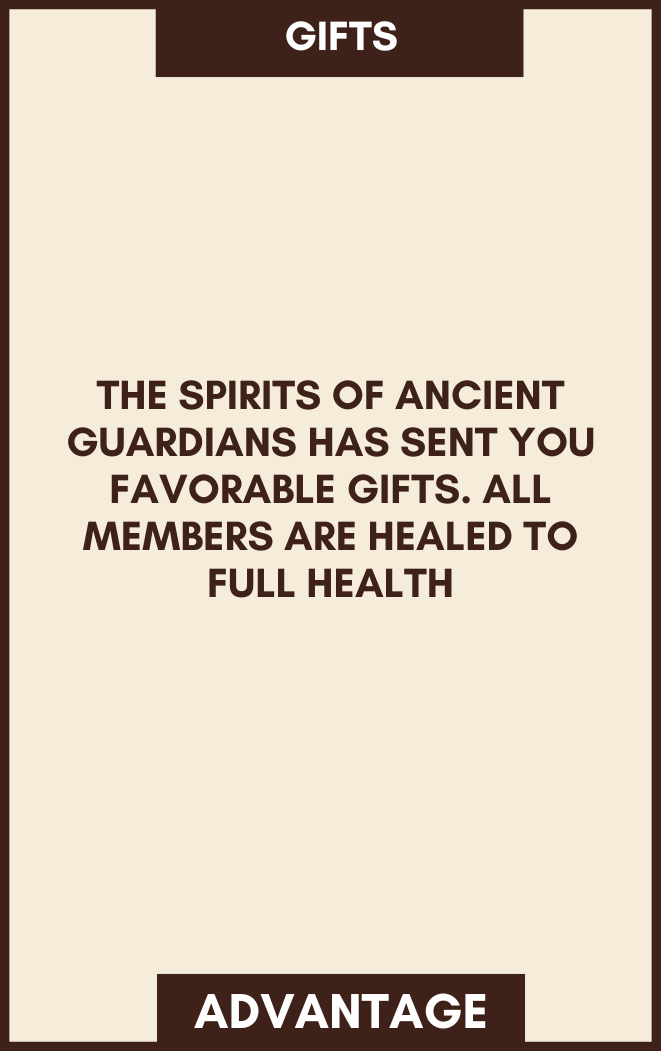 GIFTS
THE SPIRITS OF ANCIENT
GUARDIANS HAS SENT YOU
FAVORABLE GIFTS. ALL
MEMBERS ARE HEALED TO
FULL HEALTH
ADVANTAGE